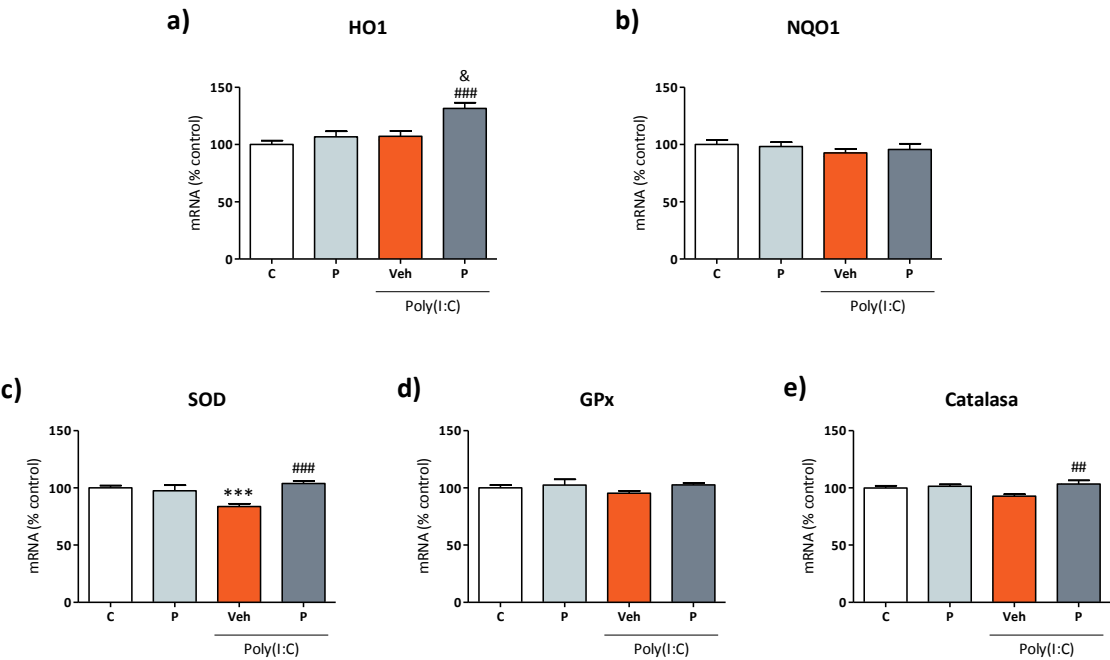 a)
HO1
mRNA (% control)
150
100
50
0
&
###
C P Veh P
Poly(I:C)
b)
NQO1
mRNA (% control)
150
100
50
0
C P Veh P
Poly(I:C)
c)
SOD
mRNA (% control)
150
100
50
0
***
###
C P Veh P
Poly(I:C)
d)
GPx
mRNA (% control)
150
100
50
0
C P Veh P
Poly(I:C)
e)
Catalasa
mRNA (% control)
150
100
50
0
##
C P Veh P
Poly(I:C)